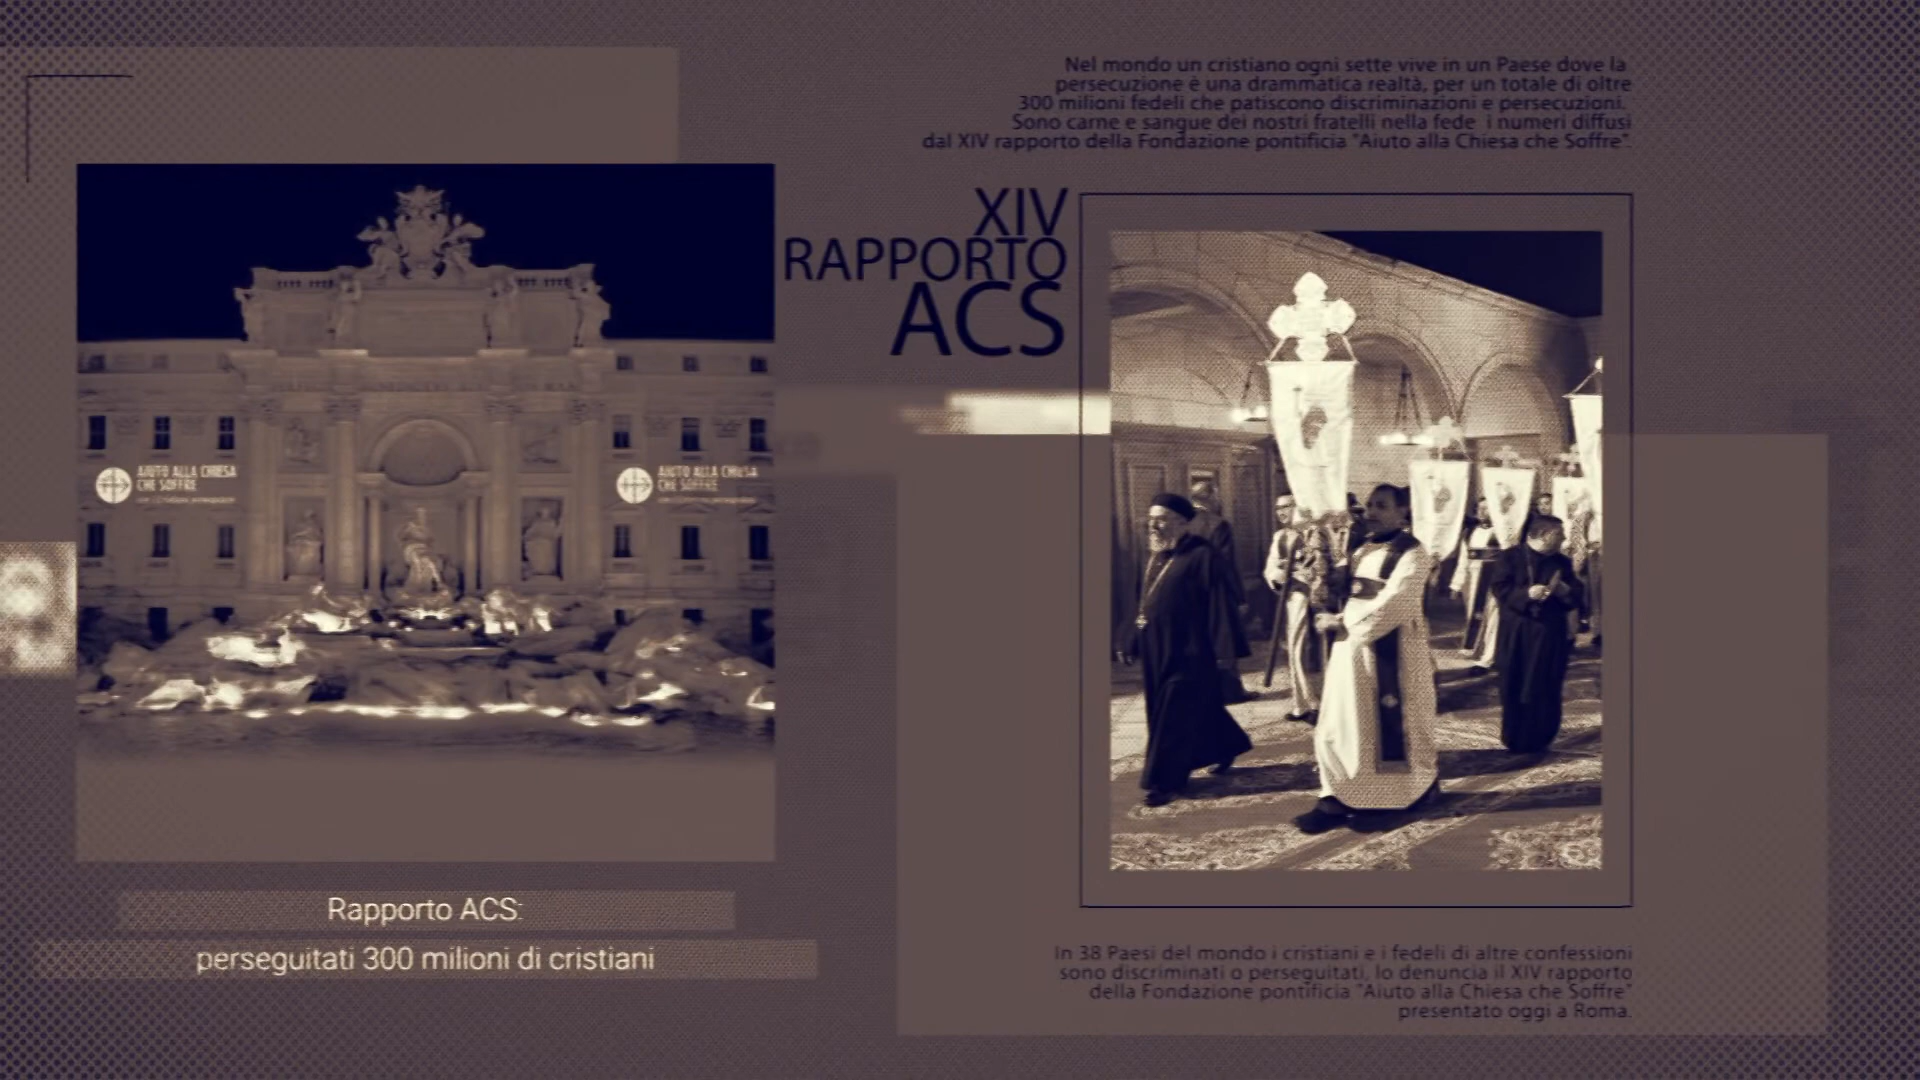 Nel mondo un cristiano ogni sette vive in un Paese dove la
persecuzione è una drammatica realtà, per un totale di oltre
300 milioni fedeli che patiscono discriminazioni e persecuzioni.
Sono carne e sangue dei nostri fratelli nella fede i numeri diffusi
dal XIV rapporto della Fondazione pontificia "Aiuto alla Chiesa che Soffre".
XIV
RAPPORTO
ACS
AIUTO ALLA CHIESA
CHE SOFFRE
AIUTO ALLA CHIESA
CHE SOFFRE
Rapporto ACS:
perseguitati 300 milioni di cristiani
In 38 Paesi del mondo i cristiani e i fedeli di altre confessioni
sono discriminati o perseguitati, lo denuncia il XIV rapporto
della Fondazione pontificia "Aiuto alla Chiesa che Soffre"
presentato oggi a Roma.